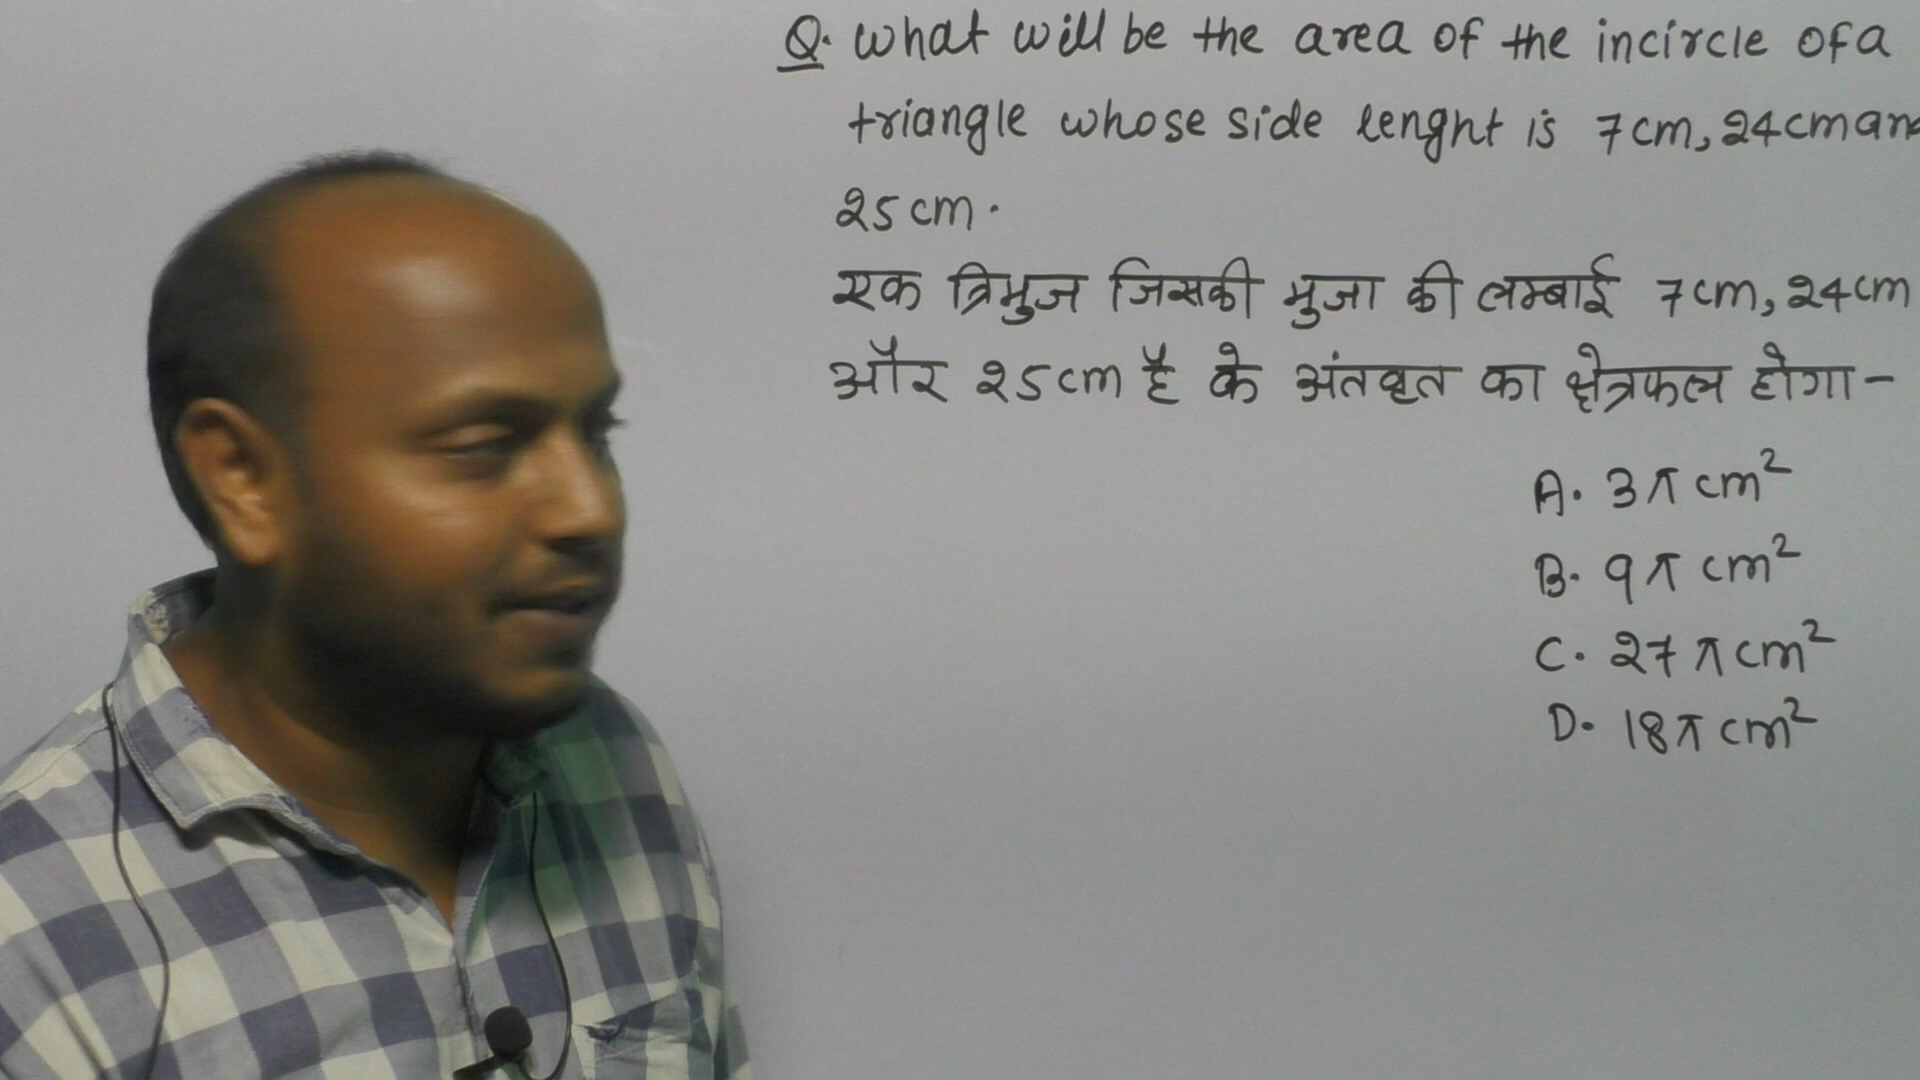 Q. What will be the area of the incircle of a
triangle whose side lenght is 7cm, 24cm an
25cm.
एक त्रिभुज जिसकी भुजा की लम्बाई 7cm, 24cm
और 25cm है के अंतवृत का क्षेत्रफल होगा-
A. 3π cm²
B. 9π cm²
C. 27π cm²
D. 18π cm²